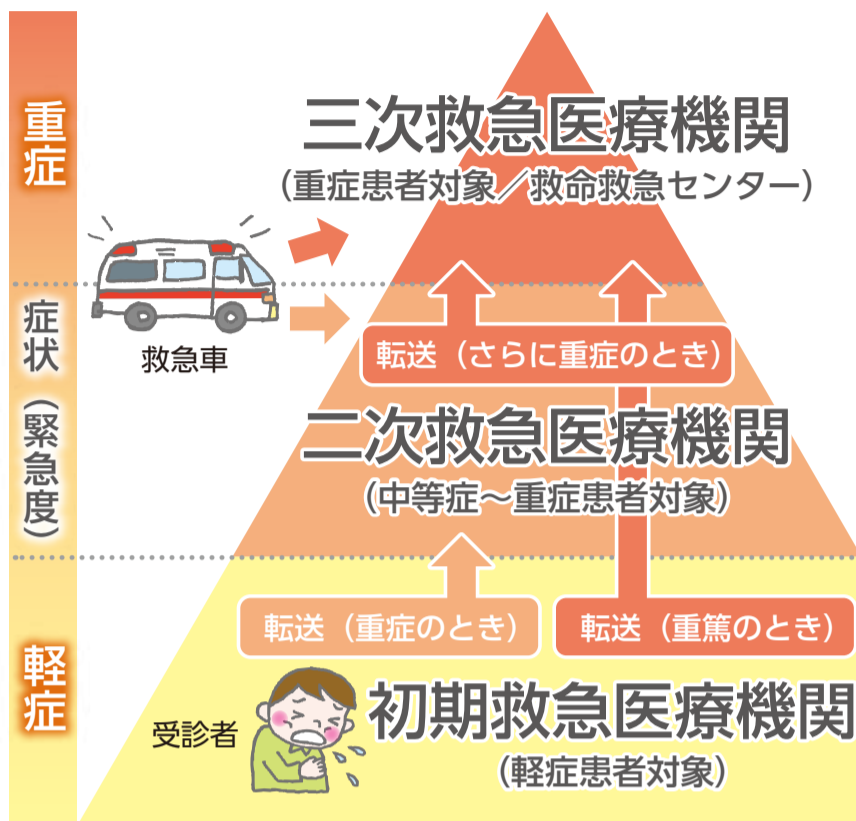 重症
三次救急医療機関
（重症患者対象／救命救急センター）
救急車
症状（緊急度）
転送（さらに重症のとき）
二次救急医療機関
（中等症～重症患者対象）
転送（重症のとき）
転送（重篤のとき）
軽症
受診者
初期救急医療機関
（軽症患者対象）